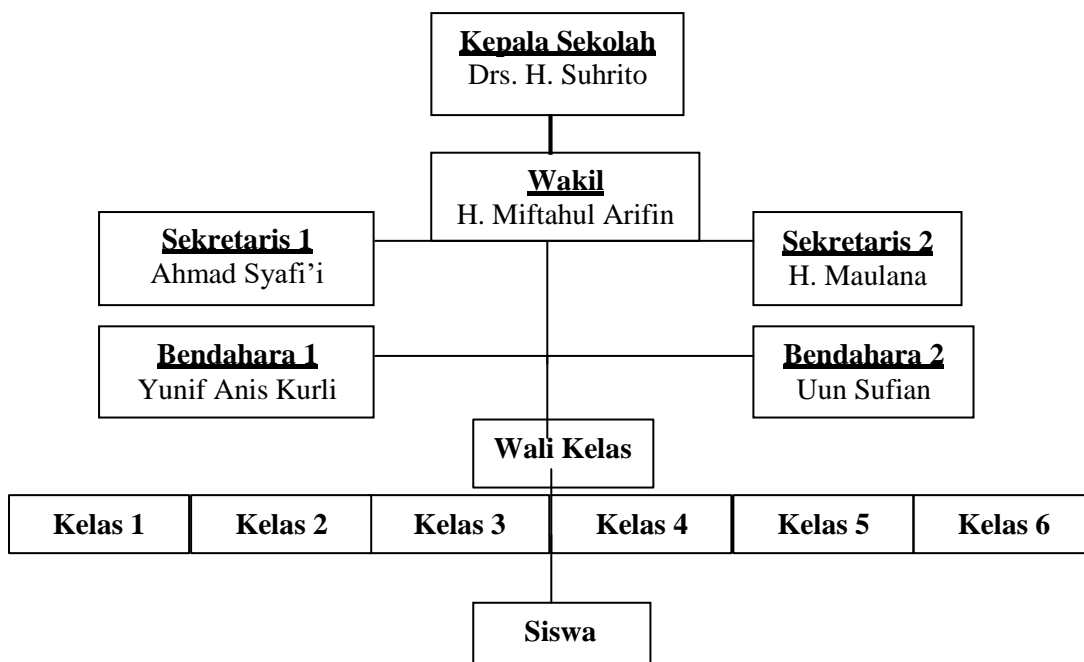 Kepala Sekolah
Drs. H. Suhrito
Wakil
H. Miftahul Arifin
Sekretaris 1
Ahmad Syafi’i
Sekretaris 2
H. Maulana
Bendahara 1
Yunif Anis Kurli
Bendahara 2
Uun Sufian
Wali Kelas
Kelas 1
Kelas 2
Kelas 3
Kelas 4
Kelas 5
Kelas 6
Siswa